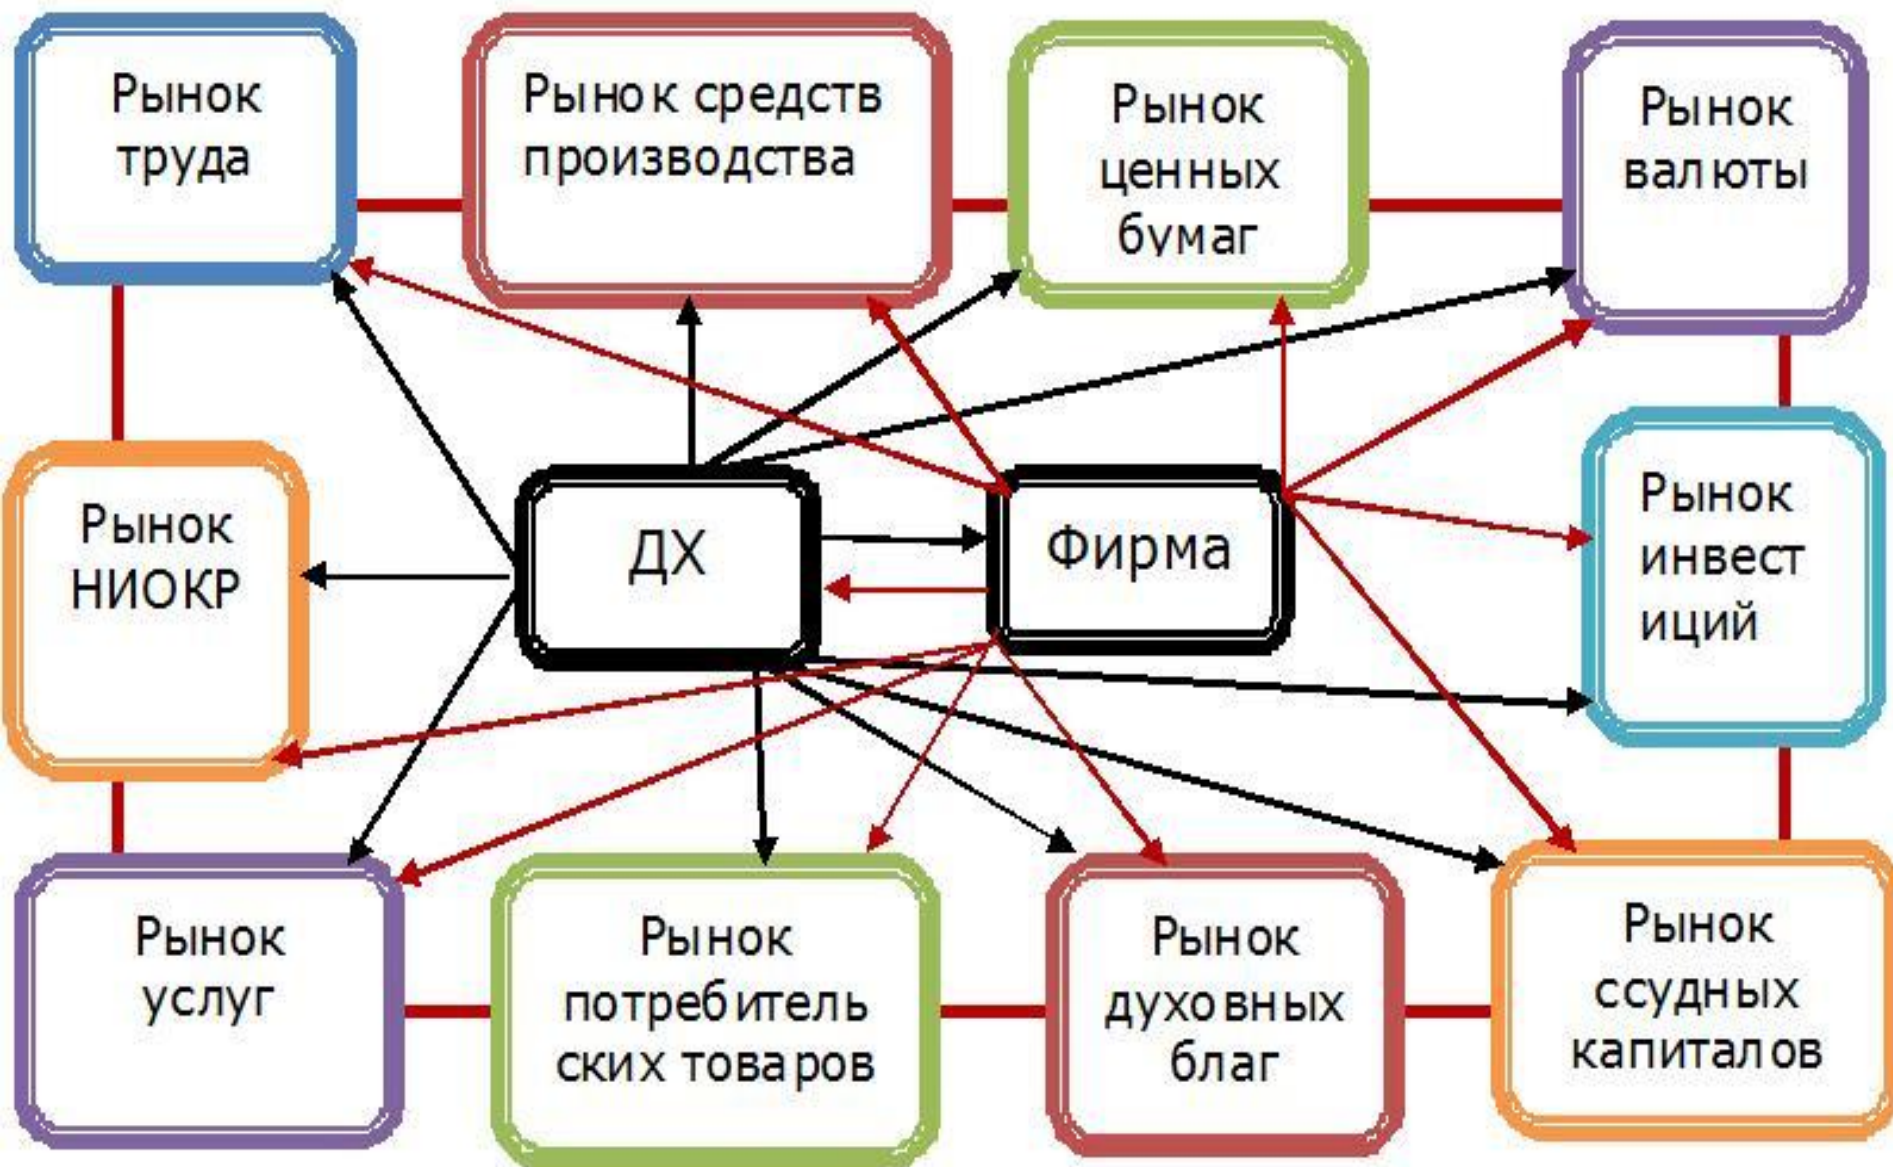 Рынок
труда
Рынок средств
производства
Рынок
ценных
бумаг
Рынок
валюты
Рынок
НИОКР
ДХ
Фирма
Рынок
инвест
иций
Рынок
услуг
Рынок
потребитель
ских товаров
Рынок
духовных
благ
Рынок
ссудных
капиталов